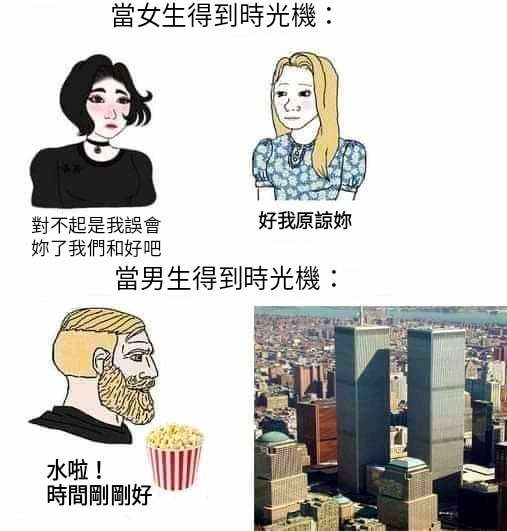 當女生得到時光機：
對不起是我誤會
妳了我們和好吧
好我原諒妳
當男生得到時光機：
水啦！
時間剛剛好